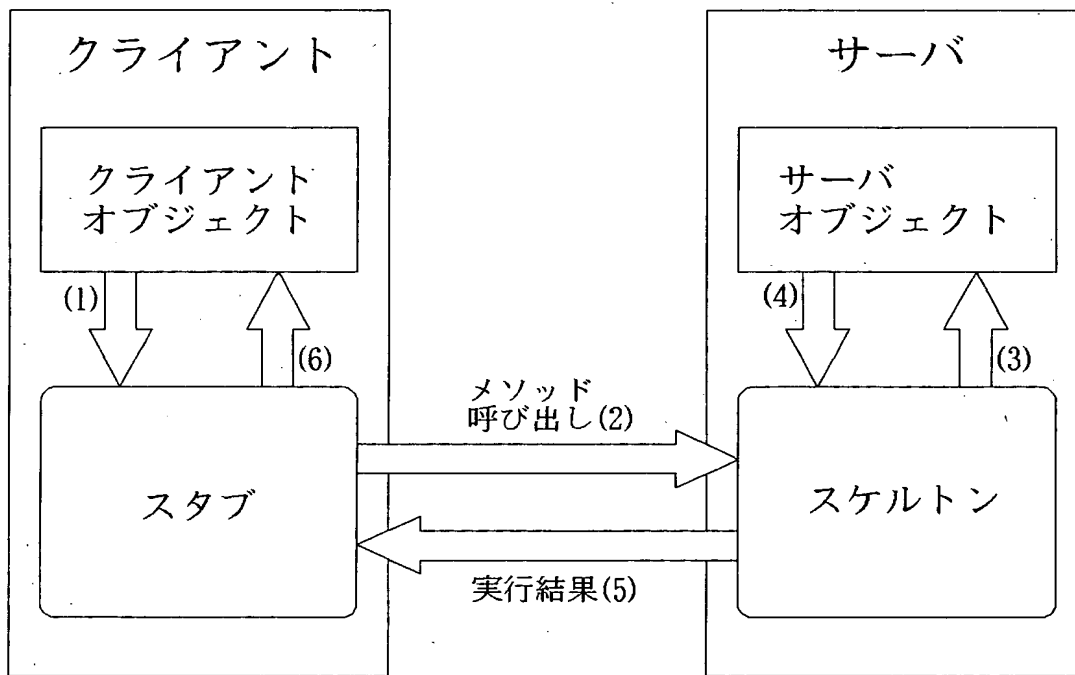 クライアント
クライアント
オブジェクト
(1)
(6)
スタブ
メソッド
呼び出し(2)
実行結果(5)
サーバ
サーバ
オブジェクト
(4)
(3)
スケルトン